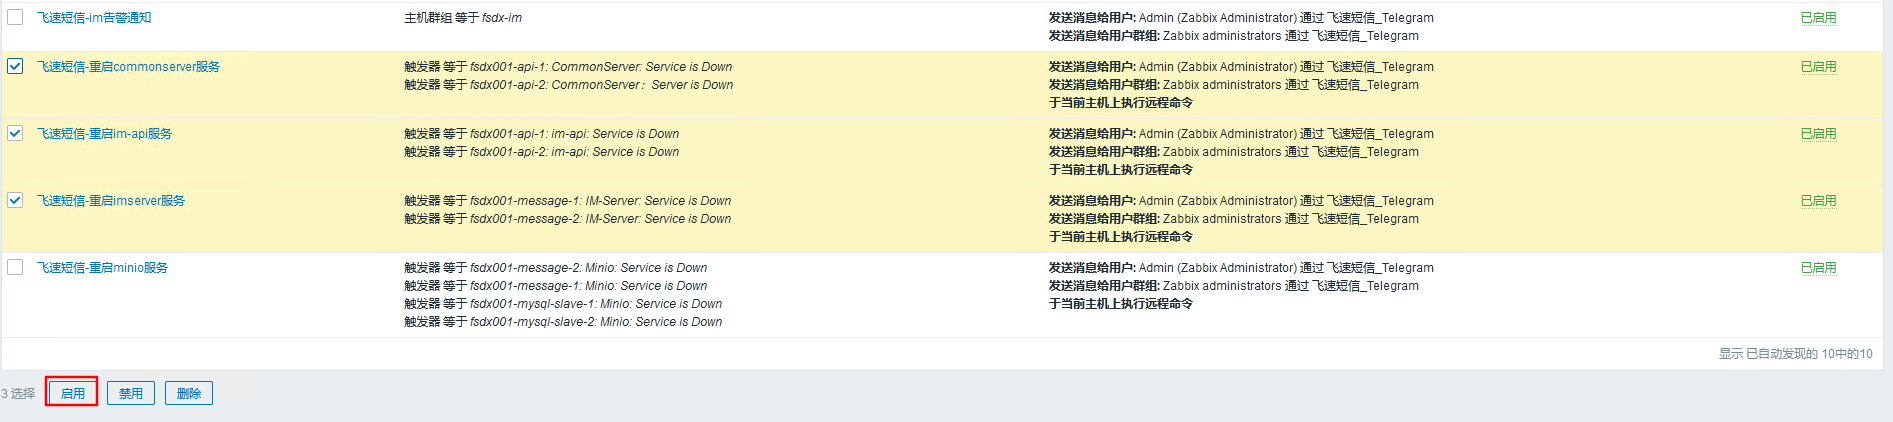 飞速短信-im告警通知 主机群组 等于 fsdx-im 发送消息给用户: Admin (Zabbix Administrator) 通过 飞速短信_Telegram 已启用
发送消息给用户群组: Zabbix administrators 通过 飞速短信_Telegram
飞速短信-重启commonserver服务 触发器 等于 fsdx001-api-1: CommonServer: Service is Down 发送消息给用户: Admin (Zabbix Administrator) 通过 飞速短信_Telegram 已启用
触发器 等于 fsdx001-api-2: CommonServer：Server is Down 发送消息给用户群组: Zabbix administrators 通过 飞速短信_Telegram
于当前主机上执行远程命令
飞速短信-重启im-api服务 触发器 等于 fsdx001-api-1: im-api: Service is Down 发送消息给用户: Admin (Zabbix Administrator) 通过 飞速短信_Telegram 已启用
触发器 等于 fsdx001-api-2: im-api: Service is Down 发送消息给用户群组: Zabbix administrators 通过 飞速短信_Telegram
于当前主机上执行远程命令
飞速短信-重启imserver服务 触发器 等于 fsdx001-message-1: IM-Server: Service is Down 发送消息给用户: Admin (Zabbix Administrator) 通过 飞速短信_Telegram 已启用
触发器 等于 fsdx001-message-2: IM-Server: Service is Down 发送消息给用户群组: Zabbix administrators 通过 飞速短信_Telegram
于当前主机上执行远程命令
飞速短信-重启minio服务 触发器 等于 fsdx001-message-2: Minio: Service is Down 发送消息给用户: Admin (Zabbix Administrator) 通过 飞速短信_Telegram 已启用
触发器 等于 fsdx001-message-1: Minio: Service is Down 发送消息给用户群组: Zabbix administrators 通过 飞速短信_Telegram
触发器 等于 fsdx001-mysql-slave-1: Minio: Service is Down 于当前主机上执行远程命令
触发器 等于 fsdx001-mysql-slave-2: Minio: Service is Down
显示 已自动发现的 10中的10
3 选择 启用 禁用 删除